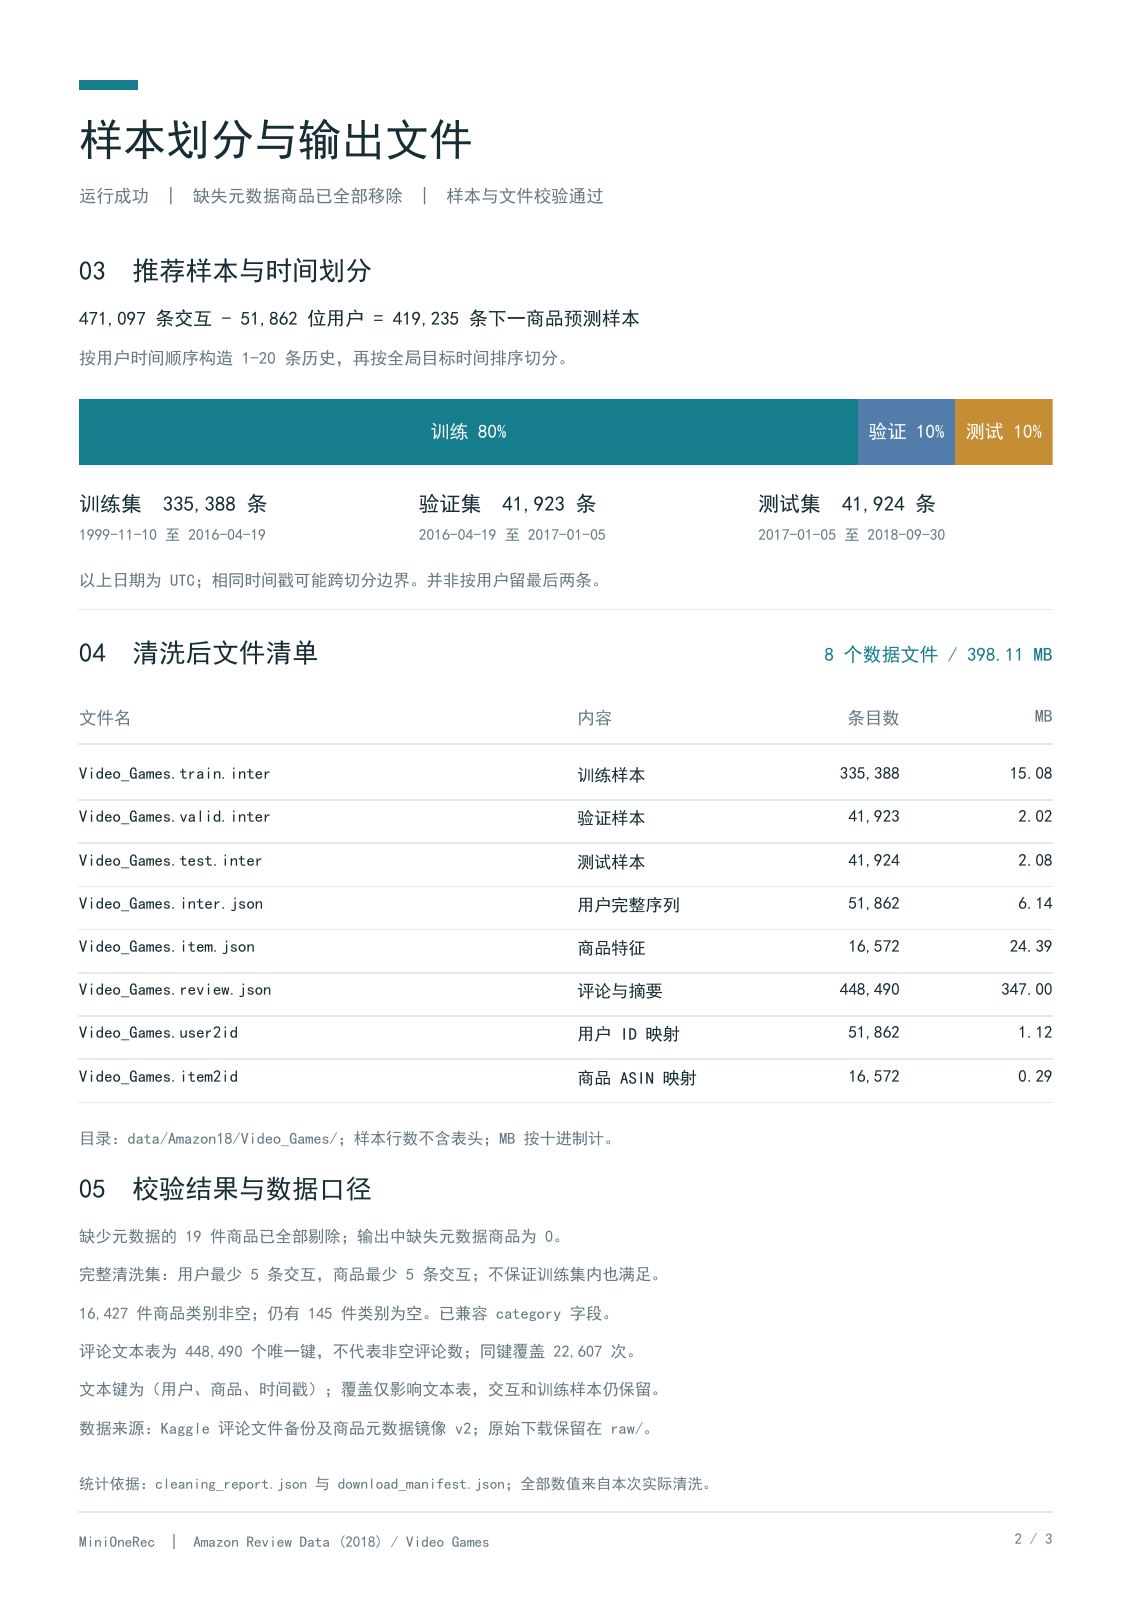 样本划分与输出文件
运行成功 | 缺失元数据商品已全部移除 | 样本与文件校验通过
03 推荐样本与时间划分
471,097 条交互 - 51,862 位用户 = 419,235 条下一商品预测样本
按用户时间顺序构造 1-20 条历史，再按全局目标时间排序切分。
训练 80% 验证 10% 测试 10%
训练集 335,388 条 验证集 41,923 条 测试集 41,924 条
1999-11-10 至 2016-04-19 2016-04-19 至 2017-01-05 2017-01-05 至 2018-09-30
以上日期为 UTC；相同时间戳可能跨切分边界。并非按用户留最后两条。
04 清洗后文件清单 8 个数据文件 / 398.11 MB
文件名 内容 条目数 MB
Video_Games.train.inter 训练样本 335,388 15.08
Video_Games.valid.inter 验证样本 41,923 2.02
Video_Games.test.inter 测试样本 41,924 2.08
Video_Games.inter.json 用户完整序列 51,862 6.14
Video_Games.item.json 商品特征 16,572 24.39
Video_Games.review.json 评论与摘要 448,490 347.00
Video_Games.user2id 用户 ID 映射 51,862 1.12
Video_Games.item2id 商品 ASIN 映射 16,572 0.29
目录：data/Amazon18/Video_Games/；样本行数不含表头；MB 按十进制计。
05 校验结果与数据口径
缺少元数据的 19 件商品已全部剔除；输出中缺失元数据商品为 0。
完整清洗集：用户最少 5 条交互，商品最少 5 条交互；不保证训练集内也满足。
16,427 件商品类别非空；仍有 145 件类别为空。已兼容 category 字段。
评论文本表为 448,490 个唯一键，不代表非空评论数；同键覆盖 22,607 次。
文本键为（用户、商品、时间戳）；覆盖仅影响文本表，交互和训练样本仍保留。
数据来源：Kaggle 评论文件备份及商品元数据镜像 v2；原始下载保留在 raw/。
统计依据：cleaning_report.json 与 download_manifest.json；全部数值来自本次实际清洗。
MiniOneRec | Amazon Review Data (2018) / Video Games 2 / 3